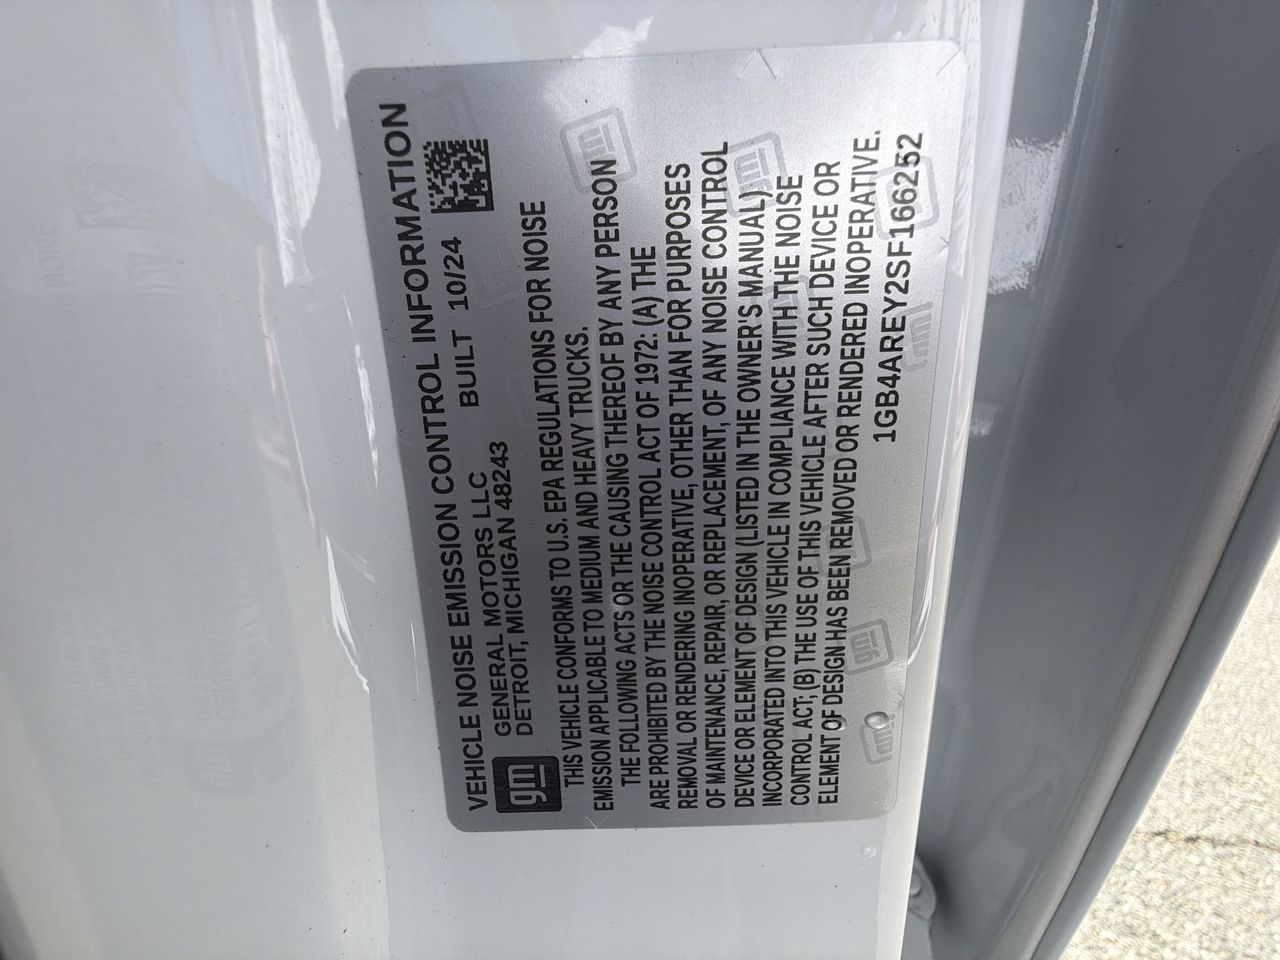 VEHICLE NOISE EMISSION CONTROL INFORMATION
gm
GENERAL MOTORS LLC
DETROIT, MICHIGAN 48243
BUILT 10/24
THIS VEHICLE CONFORMS TO U.S. EPA REGULATIONS FOR NOISE
EMISSION APPLICABLE TO MEDIUM AND HEAVY TRUCKS.
THE FOLLOWING ACTS OR THE CAUSING THEREOF BY ANY PERSON
ARE PROHIBITED BY THE NOISE CONTROL ACT OF 1972: (A) THE
REMOVAL OR RENDERING INOPERATIVE, OTHER THAN FOR PURPOSES
OF MAINTENANCE, REPAIR, OR REPLACEMENT, OF ANY NOISE CONTROL
DEVICE OR ELEMENT OF DESIGN (LISTED IN THE OWNER'S MANUAL)
INCORPORATED INTO THIS VEHICLE IN COMPLIANCE WITH THE NOISE
CONTROL ACT; (B) THE USE OF THIS VEHICLE AFTER SUCH DEVICE OR
ELEMENT OF DESIGN HAS BEEN REMOVED OR RENDERED INOPERATIVE.
1GB4AREY2SF166252